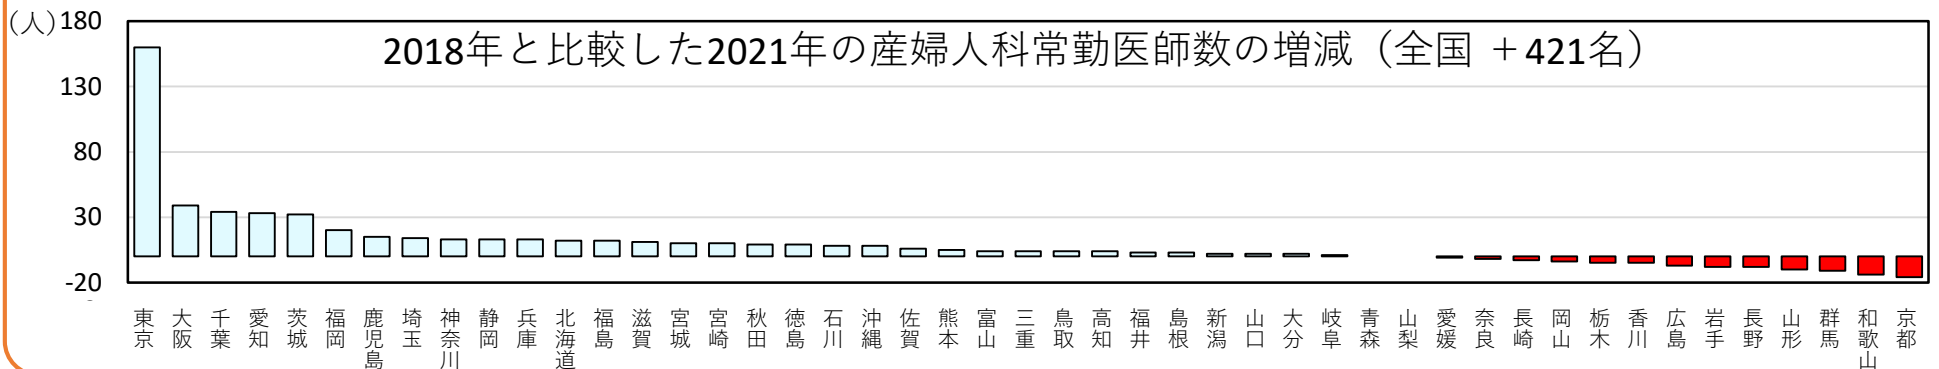 (人)
2018年と比較した2021年の産婦人科常勤医師数の増減（全国 ＋421名）
180
130
80
30
-20
東京
大阪
千葉
愛知
茨城
福岡
鹿児島
埼玉
神奈川
静岡
兵庫
北海道
福島
滋賀
宮城
宮崎
秋田
徳島
石川
沖縄
佐賀
熊本
富山
三重
鳥取
高知
福井
島根
新潟
山口
大分
岐阜
青森
山梨
愛媛
奈良
長崎
岡山
栃木
香川
広島
岩手
長野
山形
群馬
和歌山
京都